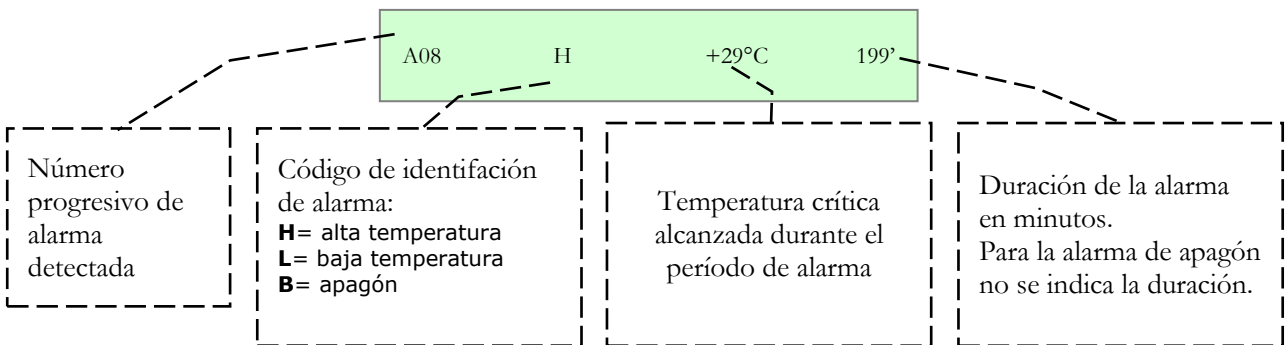 A08 H +29°C 199’
Número
progresivo de
alarma
detectada
Código de identifación
de alarma:
H= alta temperatura
L= baja temperatura
B= apagón
Temperatura crítica
alcanzada durante el
período de alarma
Duración de la alarma
en minutos.
Para la alarma de apagón
no se indica la duración.